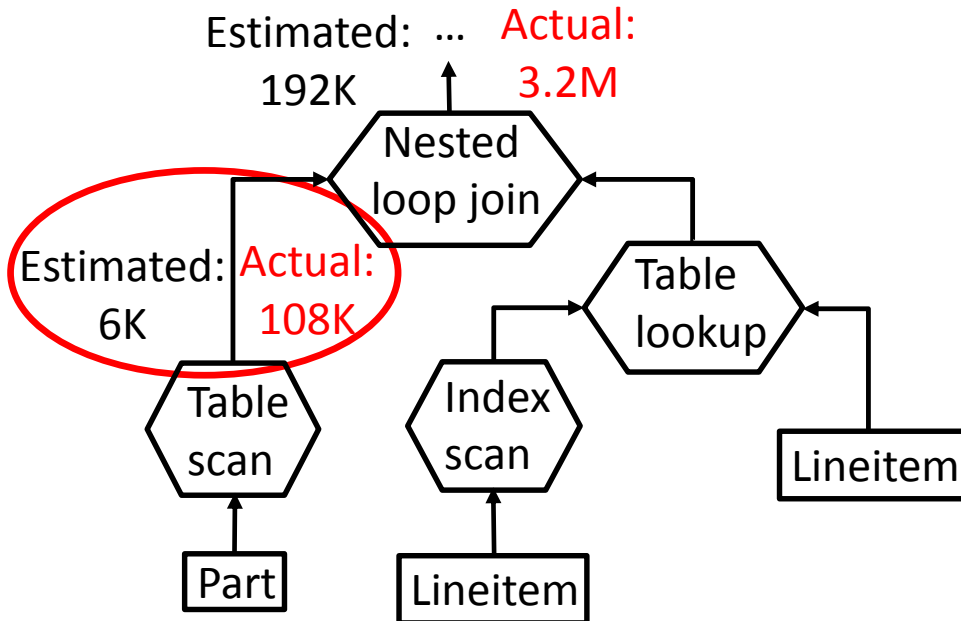 Estimated: ... Actual:
192K 3.2M
Nested
loop join
Estimated: Actual:
6K 108K
Table
lookup
Table
scan
Index
scan
Lineitem
Part
Lineitem